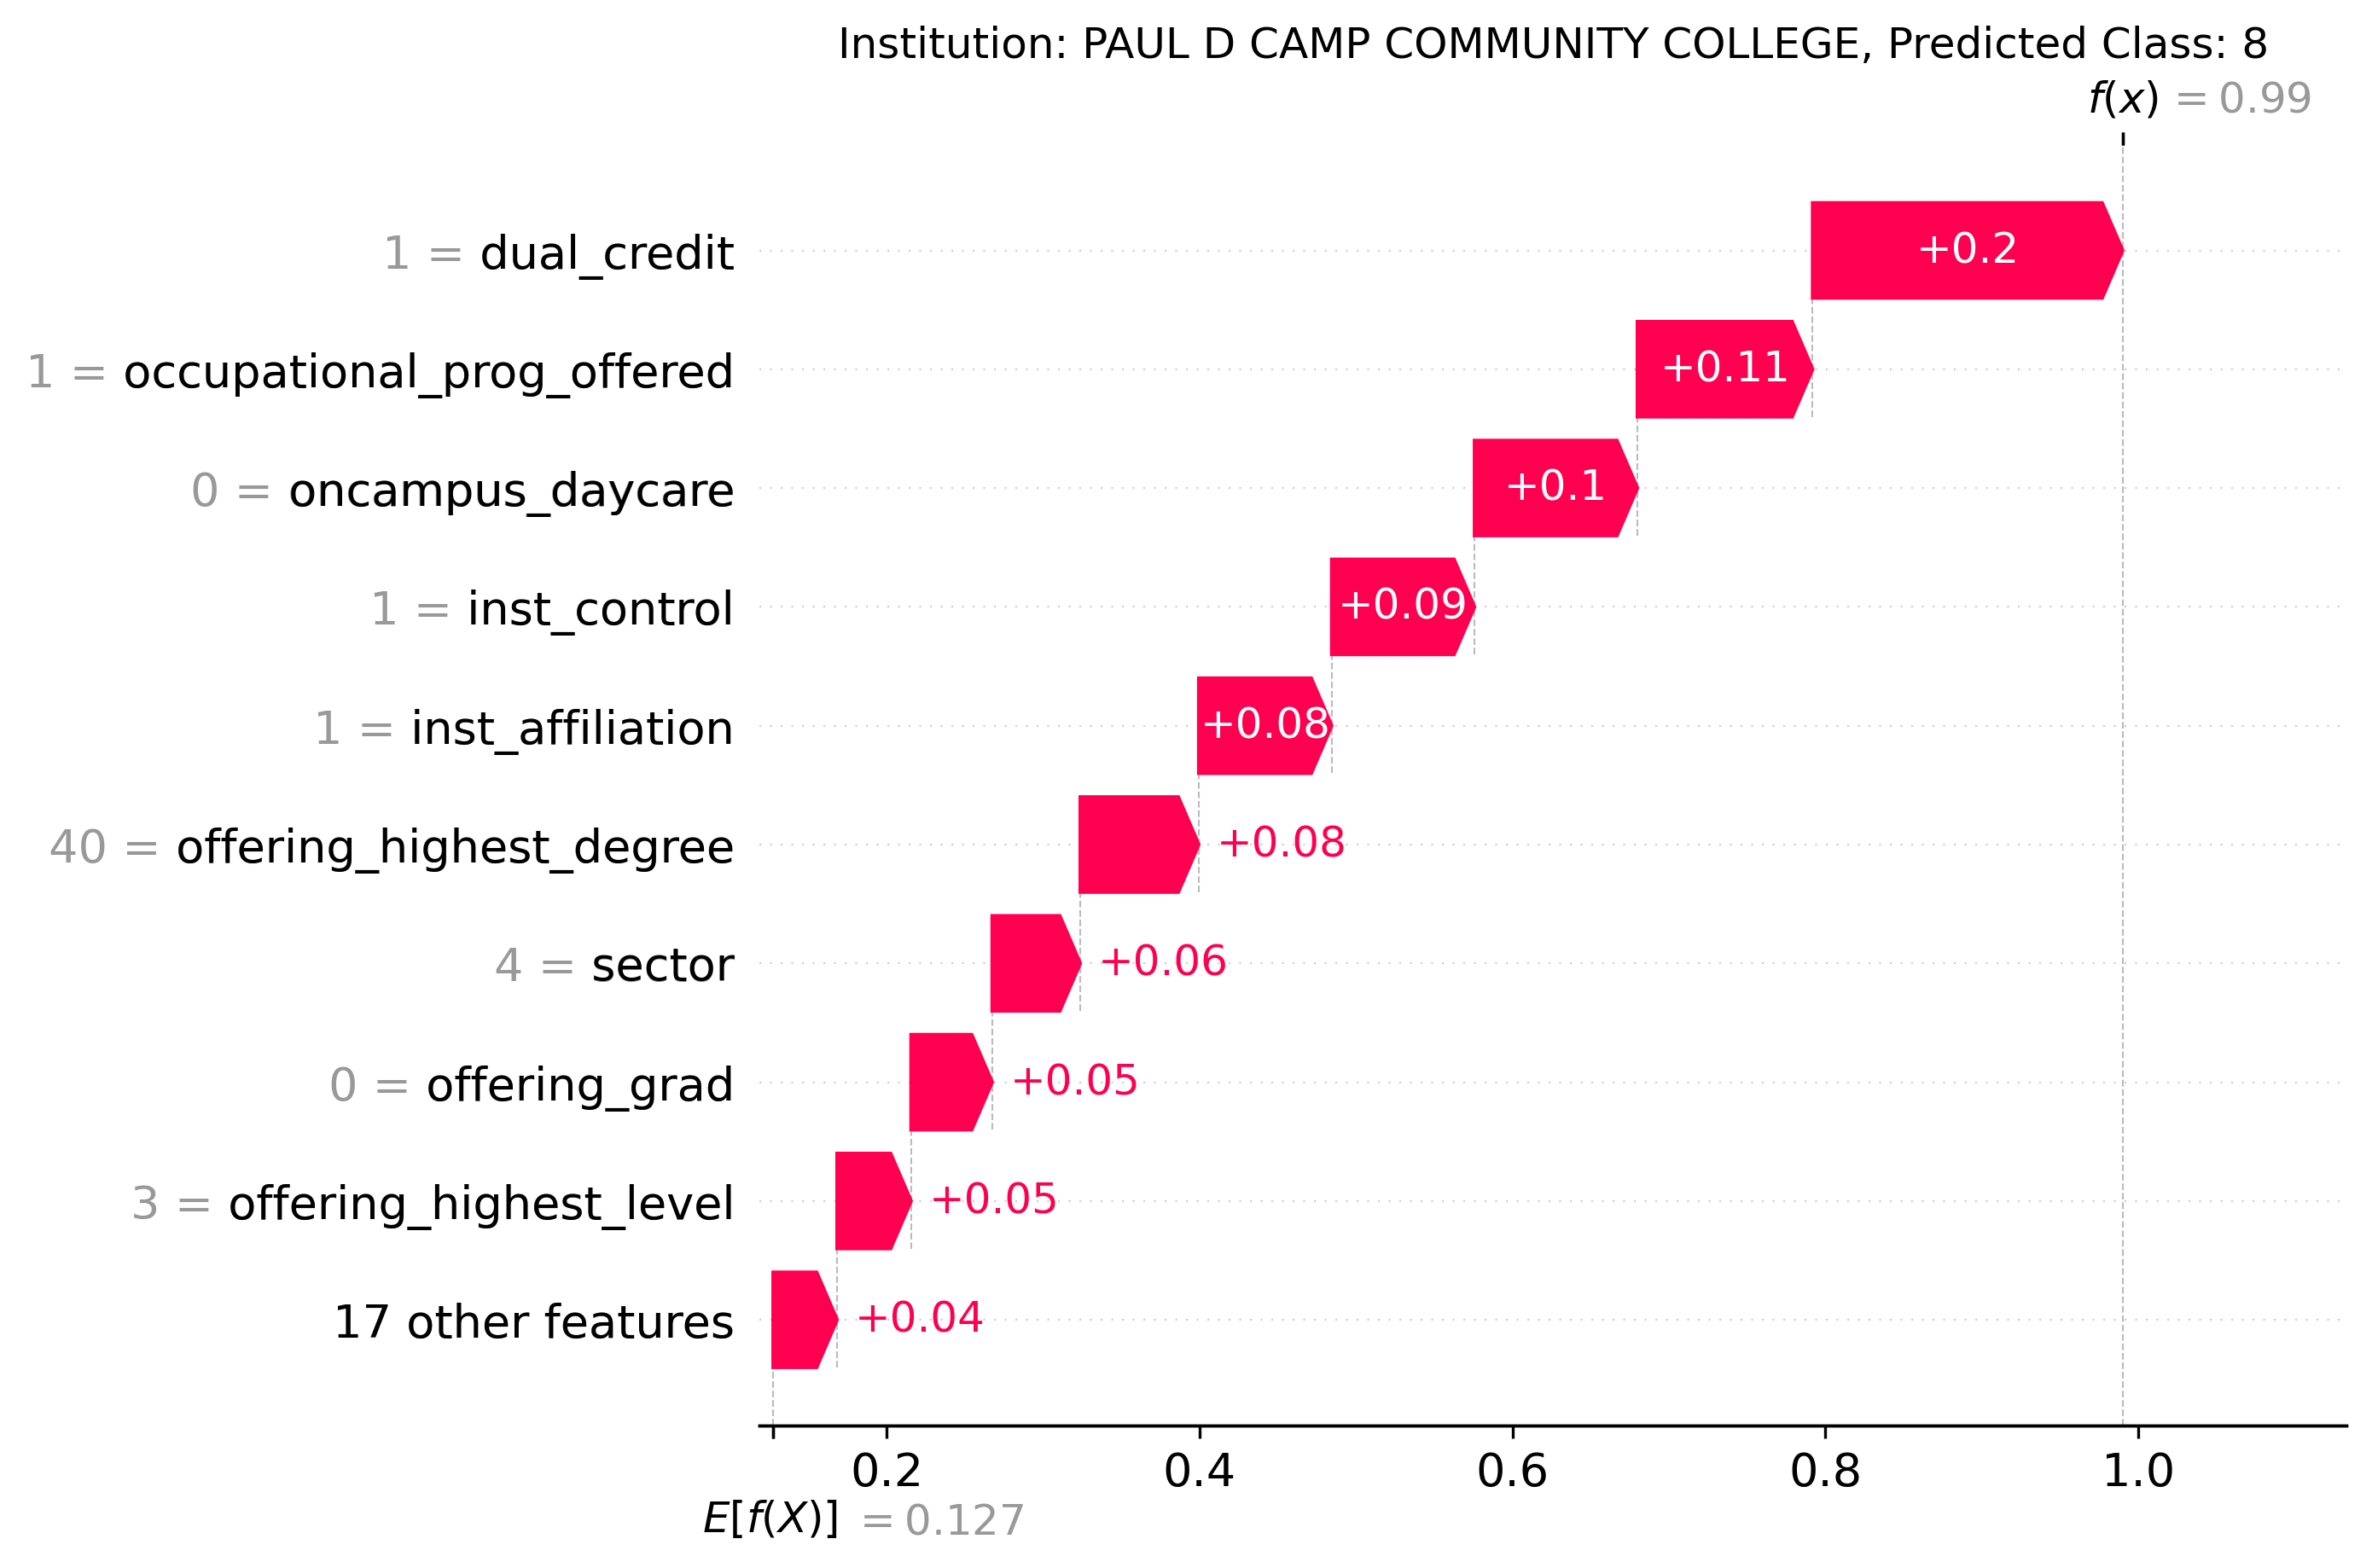 Institution: PAUL D CAMP COMMUNITY COLLEGE, Predicted Class: 8
f(x) = 0.99
1 = dual_credit +0.2
1 = occupational_prog_offered +0.11
0 = oncampus_daycare +0.1
1 = inst_control +0.09
1 = inst_affiliation +0.08
40 = offering_highest_degree +0.08
4 = sector +0.06
0 = offering_grad +0.05
3 = offering_highest_level +0.05
17 other features +0.04
0.2 0.4 0.6 0.8 1.0
E[f(X)] = 0.127